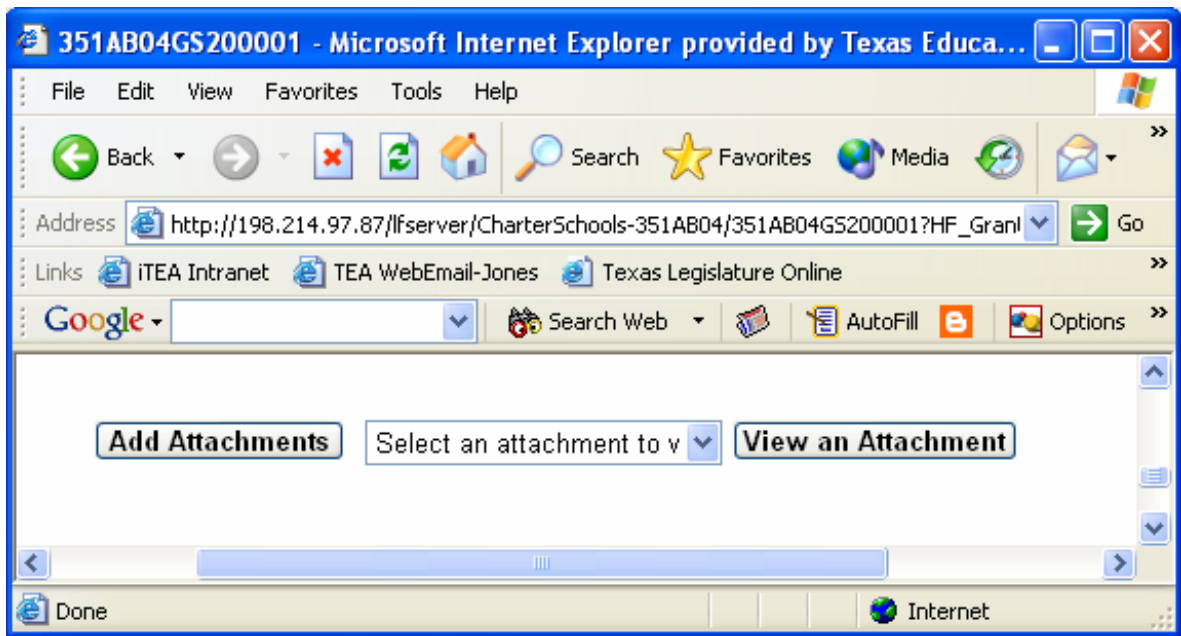 351AB04GS200001 - Microsoft Internet Explorer provided by Texas Educa...
File Edit View Favorites Tools Help
Back Search Favorites Media »
Address http://198.214.97.87/lfserver/CharterSchools-351AB04/351AB04GS200001?HF_Grant Go
Links iTEA Intranet TEA WebEmail-Jones Texas Legislature Online »
Google Search Web AutoFill Options »
Add Attachments Select an attachment to v View an Attachment
Done Internet